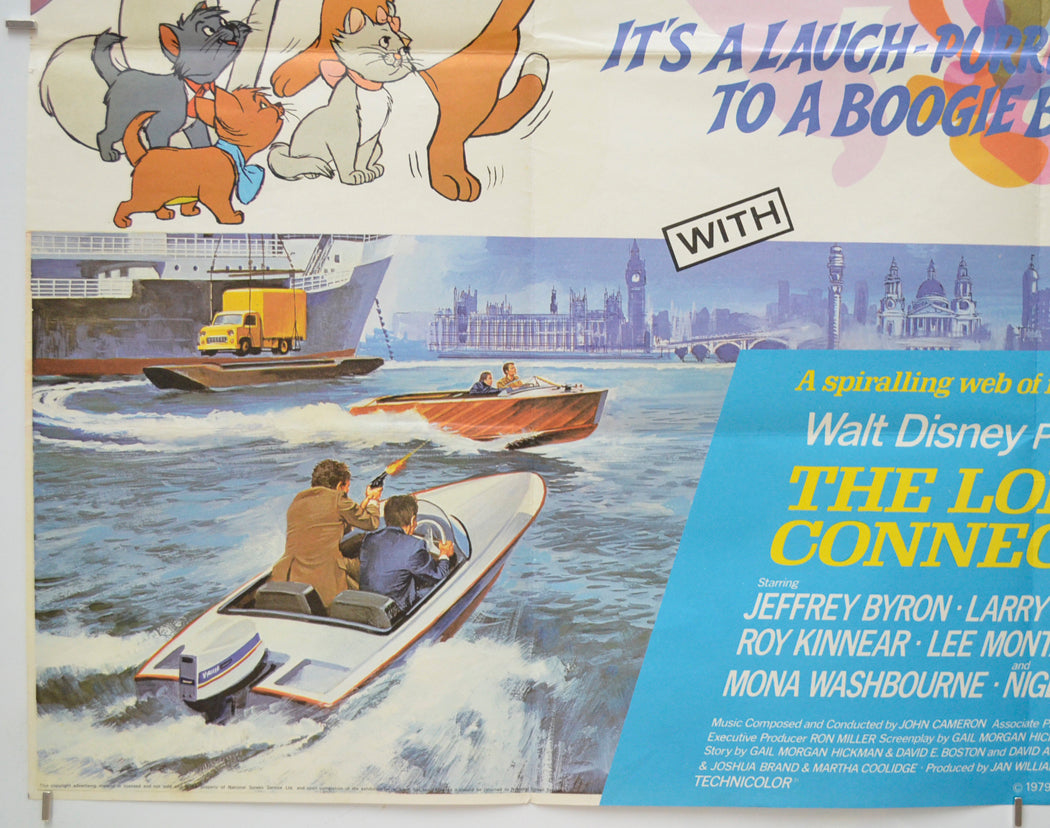 IT'S A LAUGH-PURR
TO A BOOGIE B
WITH
A spiralling web of
Walt Disney P
THE LO
CONNEC
Starring
JEFFREY BYRON · LARRY
ROY KINNEAR · LEE MONT
and
MONA WASHBOURNE · NIG
Music Composed and Conducted by JOHN CAMERON Associate P
Executive Producer RON MILLER Screenplay by GAIL MORGAN HIC
Story by GAIL MORGAN HICKMAN & DAVID E. BOSTON and DAVID A
& JOSHUA BRAND & MARTHA COOLIDGE · Produced by JAN WILLIA
TECHNICOLOR
© 1979